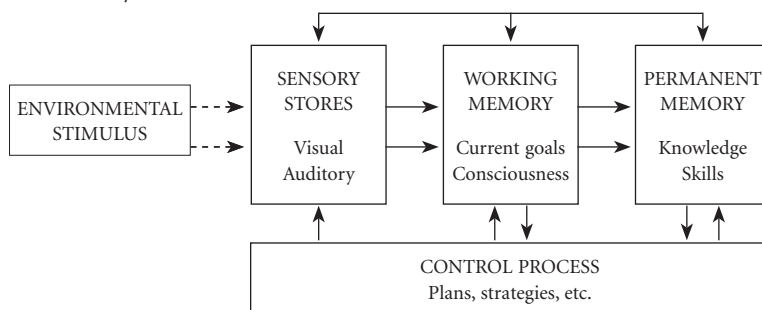 ENVIRONMENTAL
STIMULUS
SENSORY
STORES
Visual
Auditory
WORKING
MEMORY
Current goals
Consciousness
PERMANENT
MEMORY
Knowledge
Skills
CONTROL PROCESS
Plans, strategies, etc.